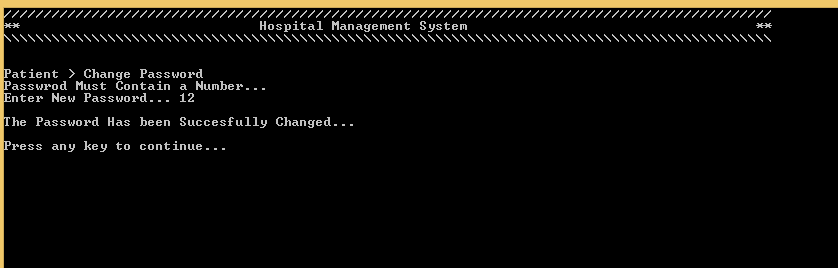 ////////////////////////////////////////////////////////////////////////////////////////////////
** Hospital Management System **
\\\\\\\\\\\\\\\\\\\\\\\\\\\\\\\\\\\\\\\\\\\\\\\\\\\\\\\\\\\\\\\\\\\\\\\\\\\\\\\\\\\\\\\\\\\\\\\\
Patient > Change Password
Passwrod Must Contain a Number...
Enter New Password... 12
The Password Has been Succesfully Changed...
Press any key to continue...